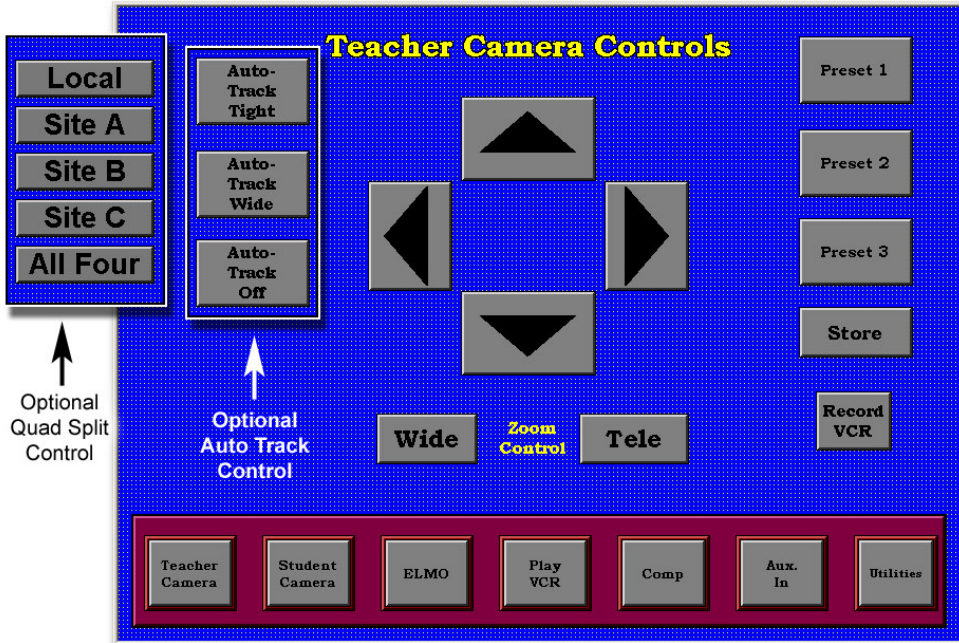 Teacher Camera Controls
Local
Site A
Site B
Site C
All Four
Optional
Quad Split
Control
Auto-
Track
Tight
Auto-
Track
Wide
Auto-
Track
Off
Optional
Auto Track
Control
Wide
Zoom
Control
Tele
Preset 1
Preset 2
Preset 3
Store
Record
VCR
Teacher
Camera
Student
Camera
ELMO
Play
VCR
Comp
Aux.
In
Utilities